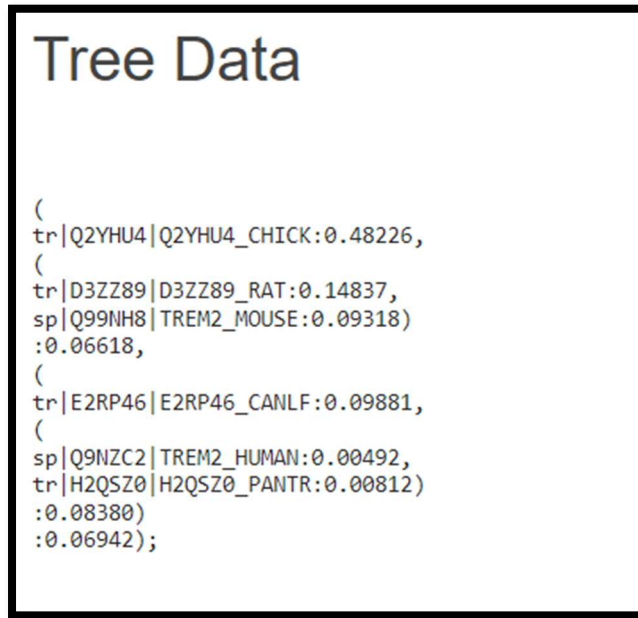 Tree Data
(
tr|Q2YHU4|Q2YHU4_CHICK:0.48226,
(
tr|D3ZZ89|D3ZZ89_RAT:0.14837,
sp|Q99NH8|TREM2_MOUSE:0.09318)
:0.06618,
(
tr|E2RP46|E2RP46_CANLF:0.09881,
(
sp|Q9NZC2|TREM2_HUMAN:0.00492,
tr|H2QSZ0|H2QSZ0_PANTR:0.00812)
:0.08380)
:0.06942);